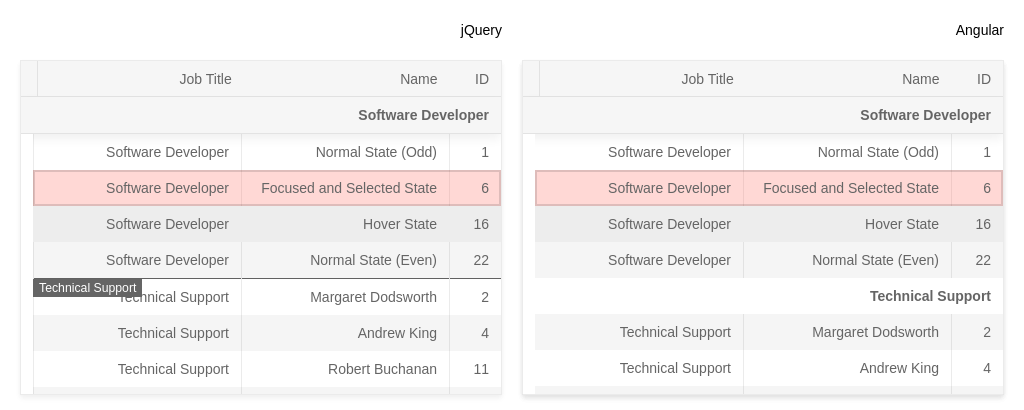 jQuery
Job Title Name ID
Software Developer
Software Developer Normal State (Odd) 1
Software Developer Focused and Selected State 6
Software Developer Hover State 16
Software Developer Normal State (Even) 22
Technical Support
Technical Support Margaret Dodsworth 2
Technical Support Andrew King 4
Technical Support Robert Buchanan 11
Angular
Job Title Name ID
Software Developer
Software Developer Normal State (Odd) 1
Software Developer Focused and Selected State 6
Software Developer Hover State 16
Software Developer Normal State (Even) 22
Technical Support
Technical Support Margaret Dodsworth 2
Technical Support Andrew King 4